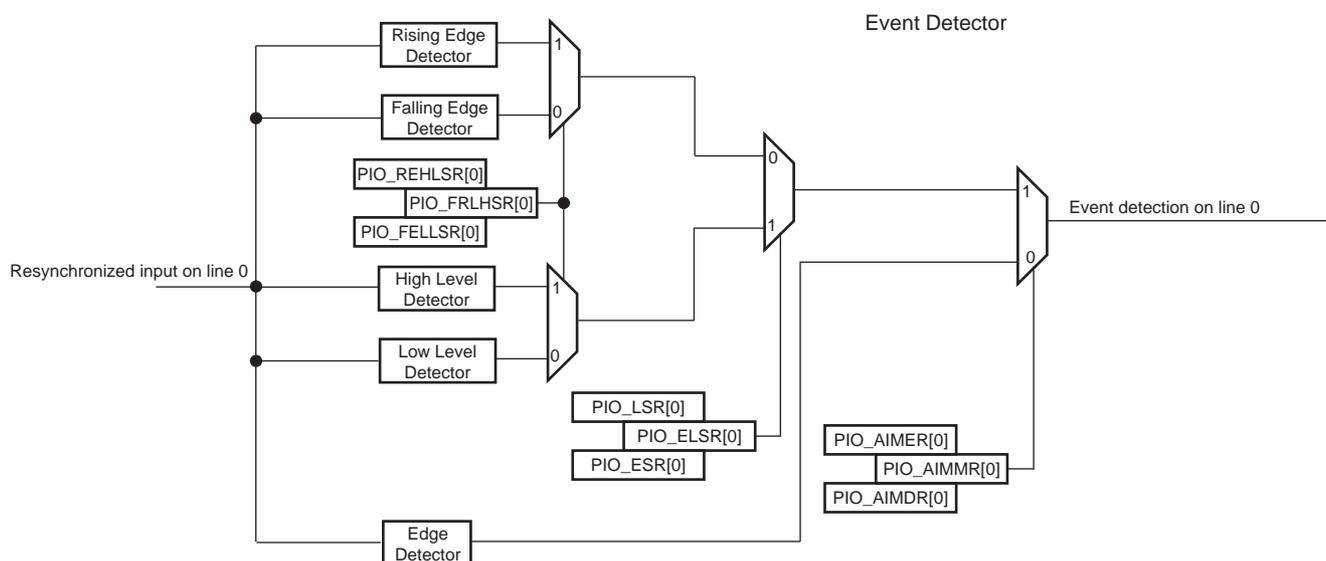 Event Detector
Rising Edge
Detector
1
Falling Edge
Detector
0
0
PIO_REHLSR[0]
PIO_FRLHSR[0]
PIO_FELLSR[0]
1
Event detection on line 0
1
Resynchronized input on line 0
High Level
Detector
1
0
Low Level
Detector
0
PIO_LSR[0]
PIO_ELSR[0]
PIO_ESR[0]
PIO_AIMER[0]
PIO_AIMMR[0]
PIO_AIMDR[0]
Edge
Detector